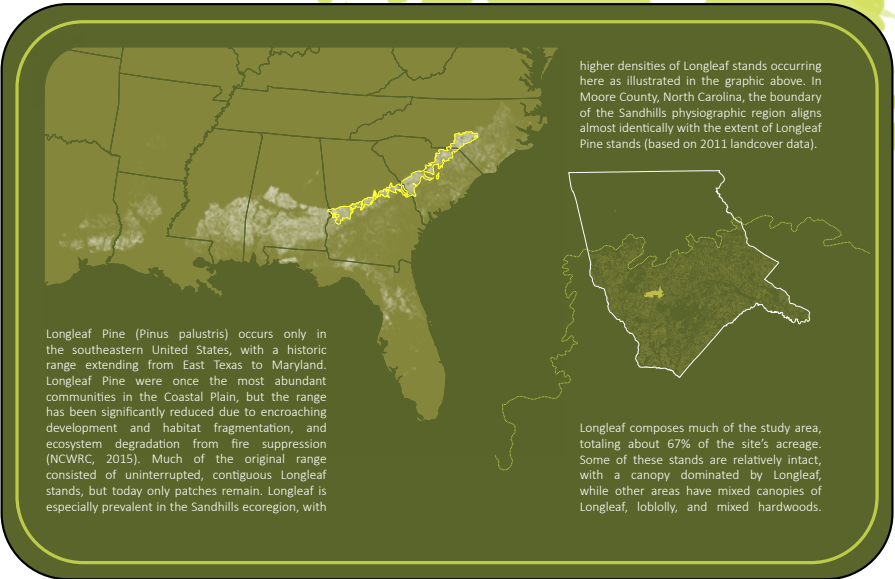 Longleaf Pine (Pinus palustris) occurs only in
the southeastern United States, with a historic
range extending from East Texas to Maryland.
Longleaf Pine were once the most abundant
communities in the Coastal Plain, but the range
has been significantly reduced due to encroaching
development and habitat fragmentation, and
ecosystem degradation from fire suppression
(NCWRC, 2015). Much of the original range
consisted of uninterrupted, contiguous Longleaf
stands, but today only patches remain. Longleaf is
especially prevalent in the Sandhills ecoregion, with
higher densities of Longleaf stands occurring
here as illustrated in the graphic above. In
Moore County, North Carolina, the boundary
of the Sandhills physiographic region aligns
almost identically with the extent of Longleaf
Pine stands (based on 2011 landcover data).
Longleaf composes much of the study area,
totaling about 67% of the site's acreage.
Some of these stands are relatively intact,
with a canopy dominated by Longleaf,
while other areas have mixed canopies of
Longleaf, loblolly, and mixed hardwoods.